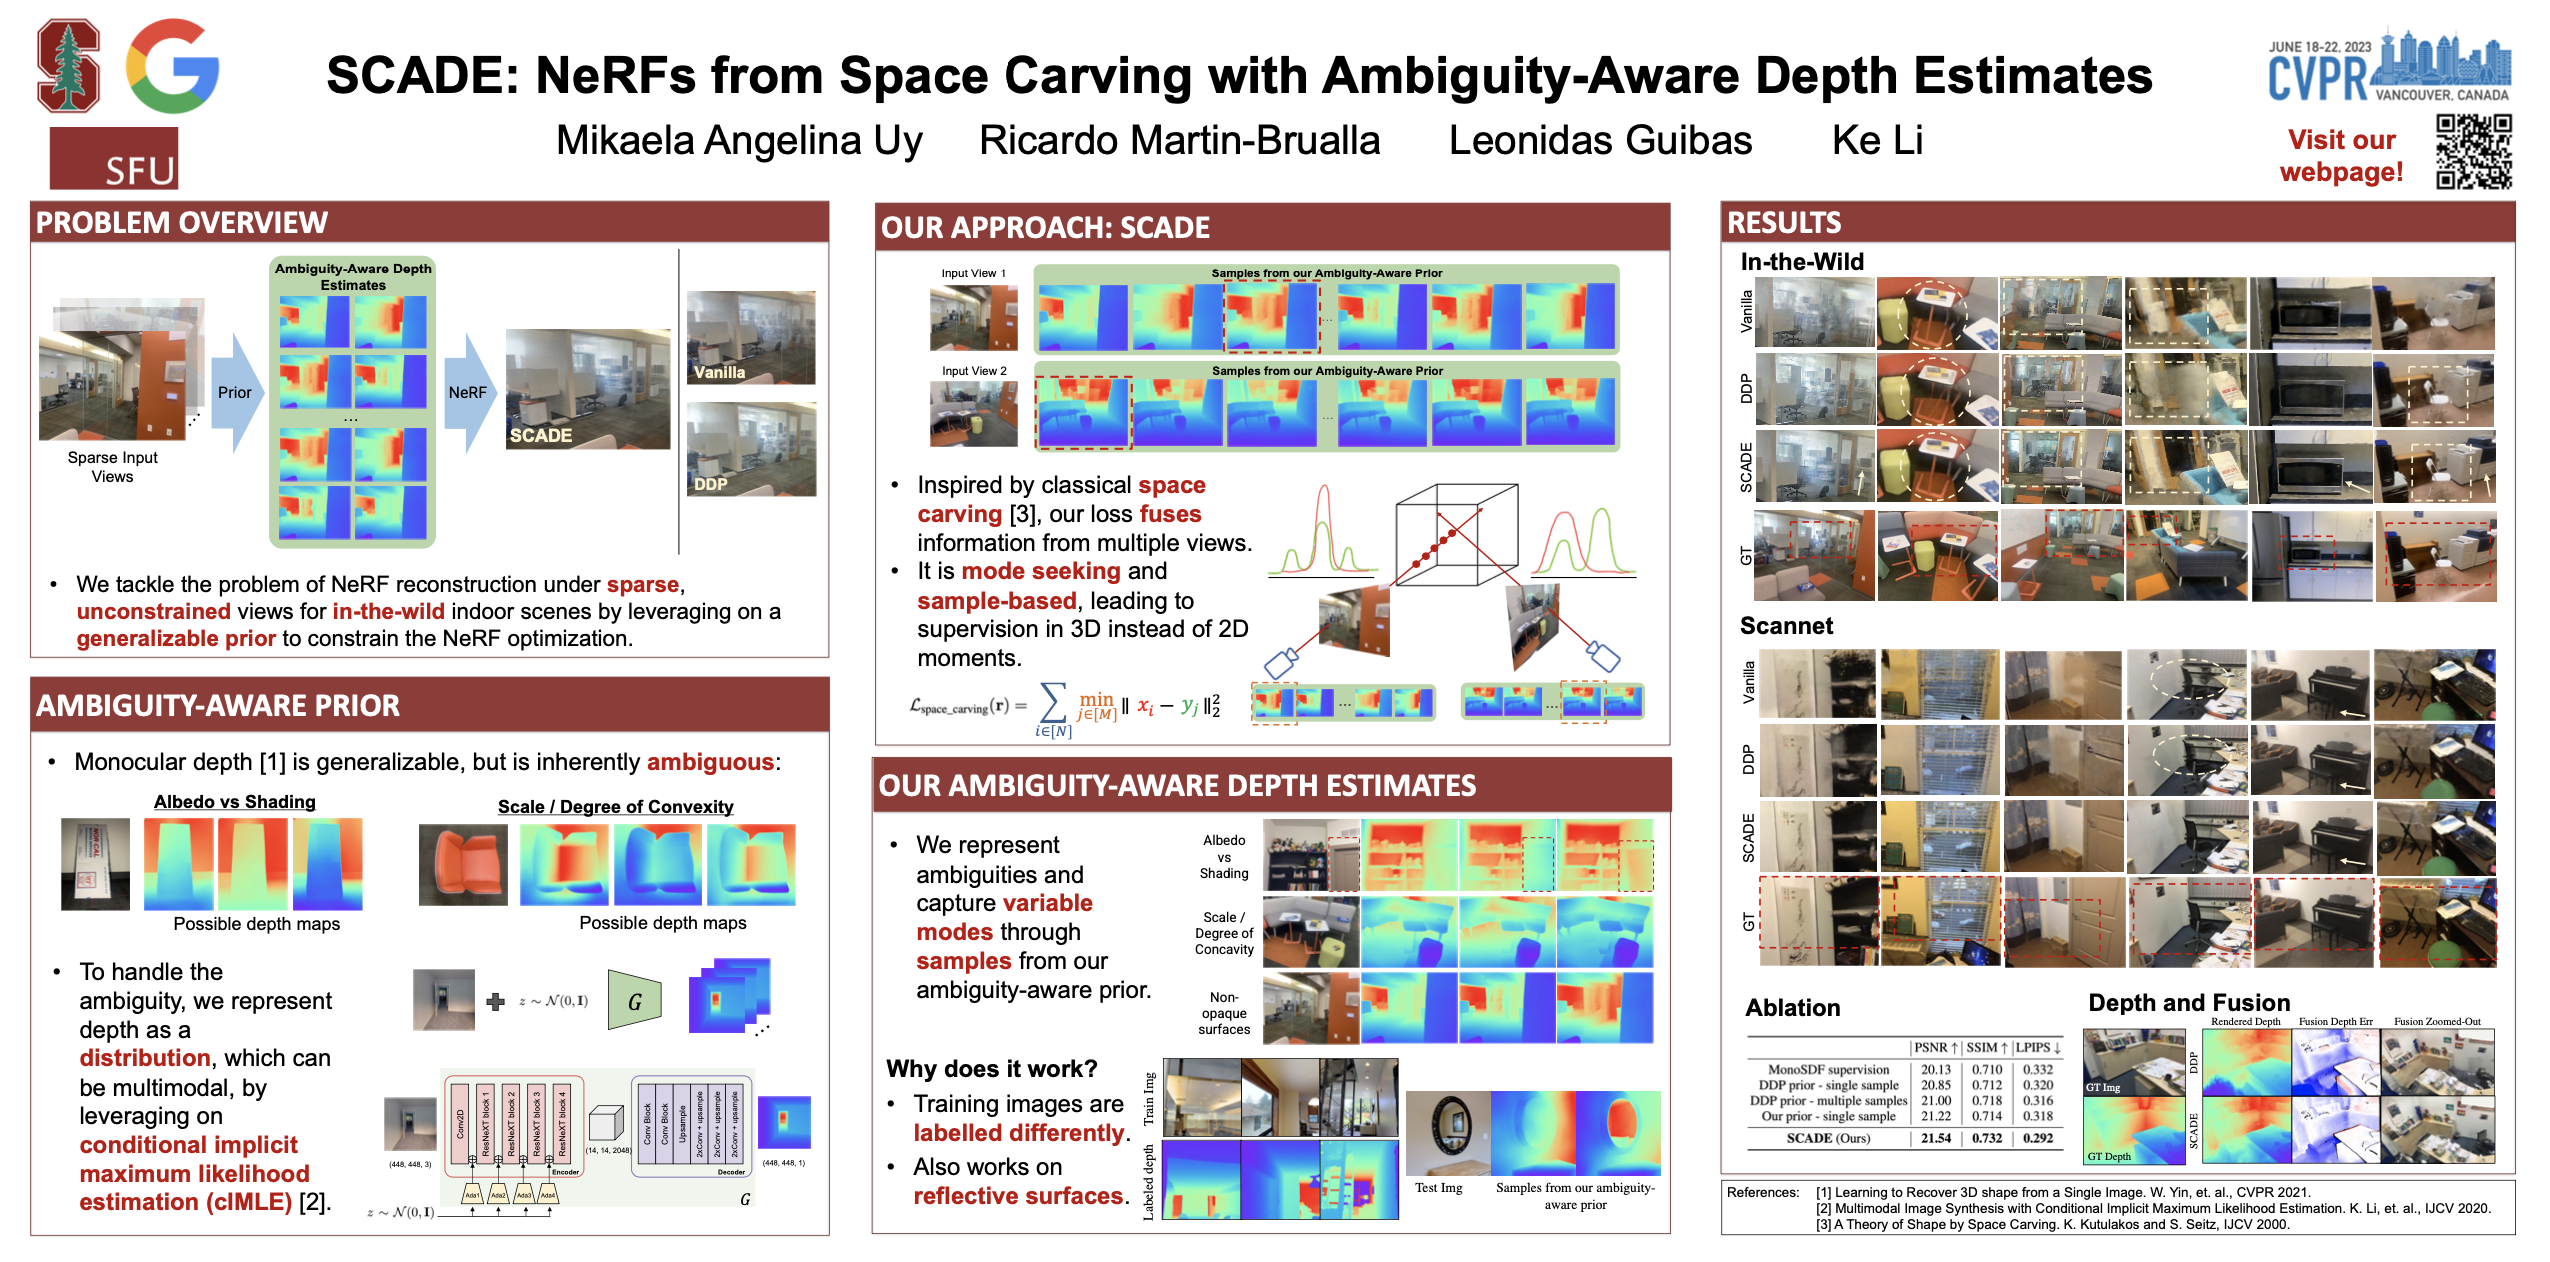 SFU
SCADE: NeRFs from Space Carving with Ambiguity-Aware Depth Estimates
Mikaela Angelina Uy Ricardo Martin-Brualla Leonidas Guibas Ke Li
JUNE 18-22, 2023
CVPR
VANCOUVER, CANADA
Visit our
webpage!
PROBLEM OVERVIEW
Ambiguity-Aware Depth
Estimates
Sparse Input
Views
Prior
...
NeRF
SCADE
Vanilla
DDP
• We tackle the problem of NeRF reconstruction under sparse,
unconstrained views for in-the-wild indoor scenes by leveraging on a
generalizable prior to constrain the NeRF optimization.
AMBIGUITY-AWARE PRIOR
• Monocular depth [1] is generalizable, but is inherently ambiguous:
Albedo vs Shading
Possible depth maps
Scale / Degree of Convexity
Possible depth maps
• To handle the
ambiguity, we represent
depth as a
distribution, which can
be multimodal, by
leveraging on
conditional implicit
maximum likelihood
estimation (cIMLE) [2].
z ~ N(0, I)
G
(448, 448, 3)
Conv2D
ResNeXT block 1
ResNeXT block 2
ResNeXT block 3
ResNeXT block 4
Encoder
(14, 14, 2048)
Conv Block
Conv Block
Upsample
2xConv + upsample
2xConv + upsample
2xConv + upsample
Decoder
(448, 448, 1)
Ada1 Ada2 Ada3 Ada4
G
z ~ N(0, I)
OUR APPROACH: SCADE
Input View 1
Samples from our Ambiguity-Aware Prior
...
Input View 2
Samples from our Ambiguity-Aware Prior
...
• Inspired by classical space
carving [3], our loss fuses
information from multiple views.
• It is mode seeking and
sample-based, leading to
supervision in 3D instead of 2D
moments.
ℒspace_carving(r) = ∑ i∈[N] min j∈[M] ‖ xi − yj ‖²₂
...
...
OUR AMBIGUITY-AWARE DEPTH ESTIMATES
• We represent
ambiguities and
capture variable
modes through
samples from our
ambiguity-aware prior.
Albedo
vs
Shading
Scale /
Degree of
Concavity
Non-
opaque
surfaces
Why does it work?
• Training images are
labelled differently.
• Also works on
reflective surfaces.
Train Img
Labeled depth
Test Img
Samples from our ambiguity-
aware prior
RESULTS
In-the-Wild
Vanilla
DDP
SCADE
GT
Scannet
Vanilla
DDP
SCADE
GT
Ablation
PSNR ↑ SSIM ↑ LPIPS ↓
MonoSDF supervision 20.13 0.710 0.332
DDP prior - single sample 20.85 0.712 0.320
DDP prior - multiple samples 21.00 0.718 0.316
Our prior - single sample 21.22 0.714 0.318
SCADE (Ours) 21.54 0.732 0.292
Depth and Fusion
Rendered Depth Fusion Depth Err Fusion Zoomed-Out
GT Img
DDP
GT Depth
SCADE
References: [1] Learning to Recover 3D shape from a Single Image. W. Yin, et. al., CVPR 2021.
[2] Multimodal Image Synthesis with Conditional Implicit Maximum Likelihood Estimation. K. Li, et. al., IJCV 2020.
[3] A Theory of Shape by Space Carving. K. Kutulakos and S. Seitz, IJCV 2000.